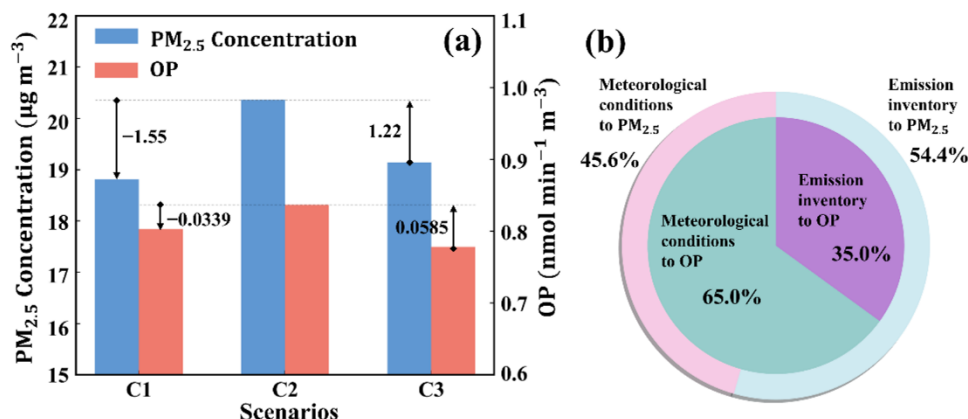 (a)
PM₂.₅ Concentration (μg m⁻³)
22
21
20
19
18
17
16
15
PM₂.₅ Concentration
OP
−1.55
−0.0339
1.22
0.0585
1.1
1.0
0.9
0.8
0.7
0.6
OP (nmol min⁻¹ m⁻³)
C1 C2 C3
Scenarios
(b)
Meteorological
conditions
to PM₂.₅
45.6%
Emission
inventory
to PM₂.₅
54.4%
Emission
inventory
to OP
35.0%
Meteorological
conditions
to OP
65.0%